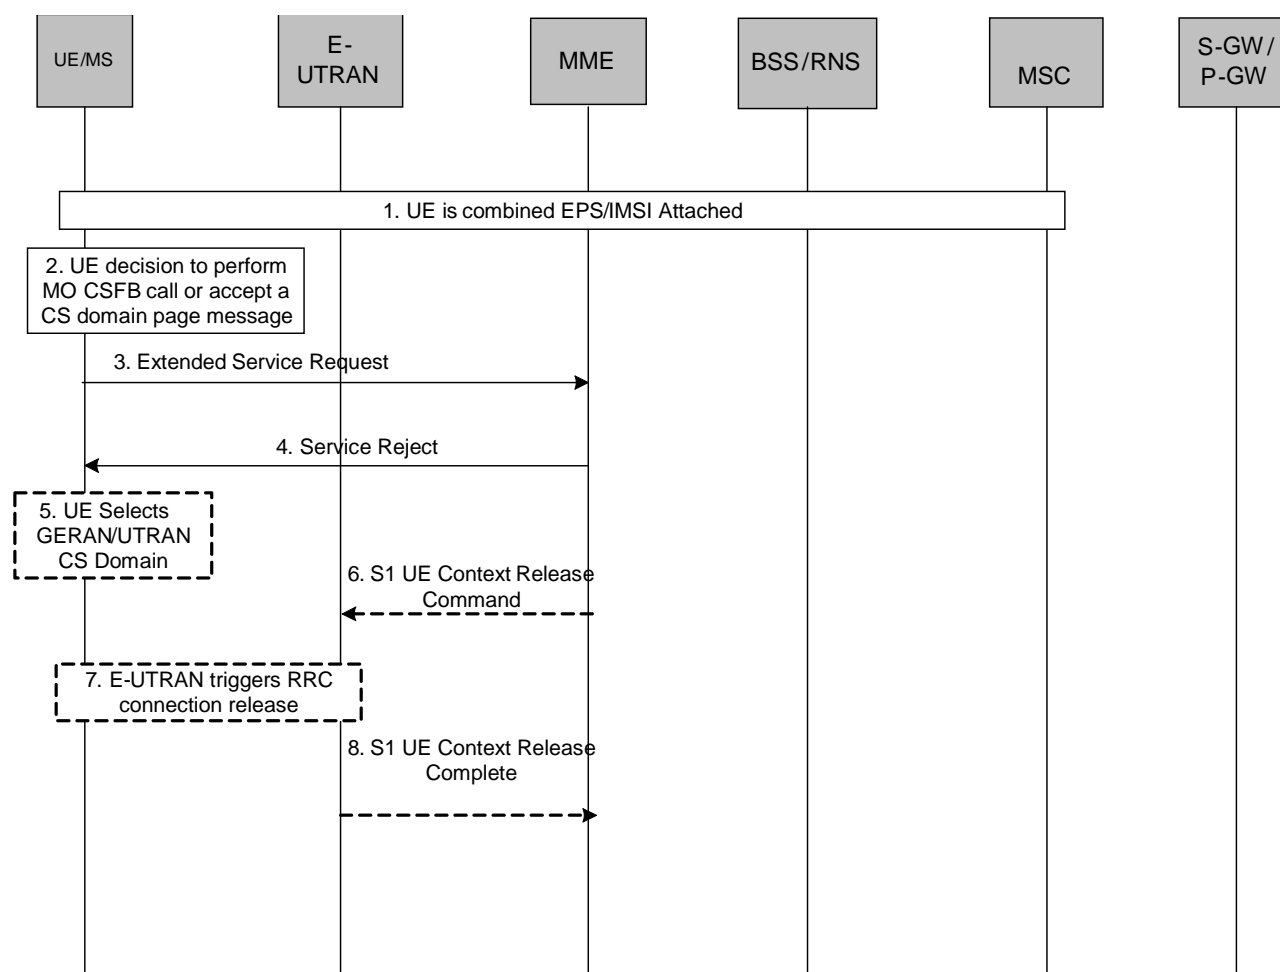 UE/MS
E-
UTRAN
MME
BSS/RNS
MSC
S-GW/
P-GW
1. UE is combined EPS/IMSI Attached
2. UE decision to perform
MO CSFB call or accept a
CS domain page message
3. Extended Service Request
4. Service Reject
5. UE Selects
GERAN/UTRAN
CS Domain
6. S1 UE Context Release
Command
7. E-UTRAN triggers RRC
connection release
8. S1 UE Context Release
Complete